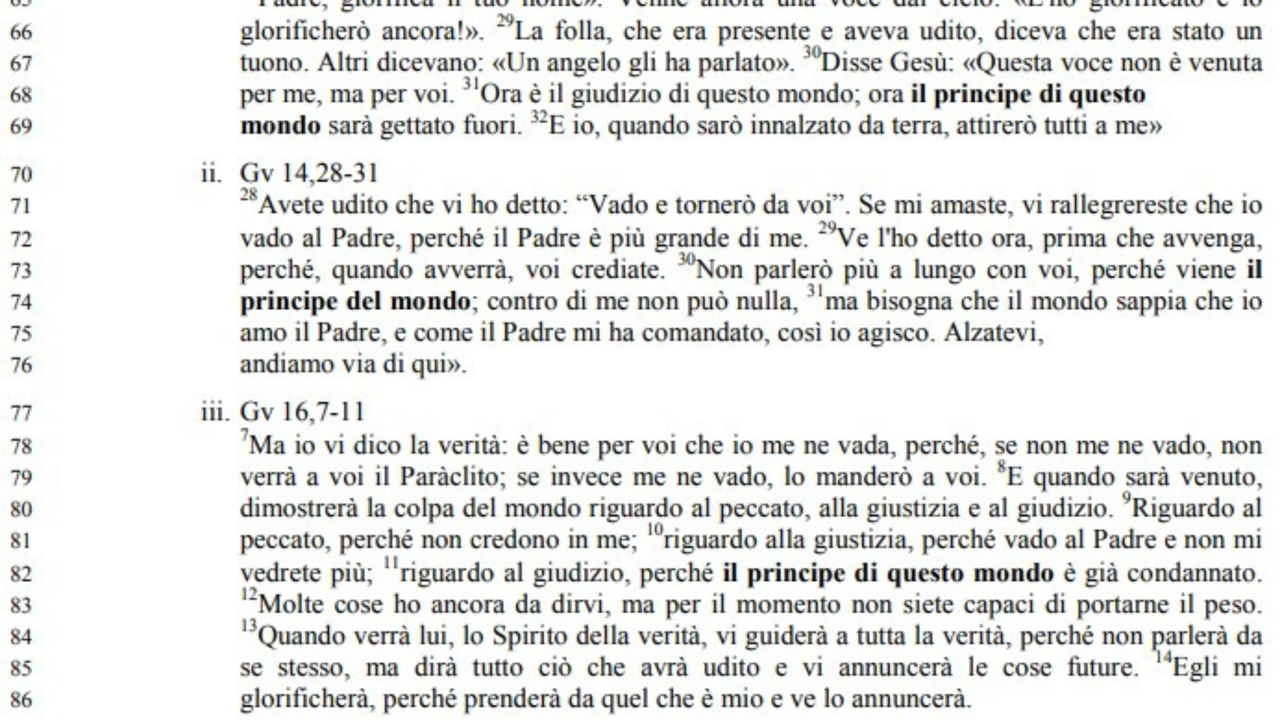 65 Padre, glorifica il tuo nome». Venne allora una voce dal cielo: «L'ho glorificato e lo
66 glorificherò ancora!». ²⁹La folla, che era presente e aveva udito, diceva che era stato un
67 tuono. Altri dicevano: «Un angelo gli ha parlato». ³⁰Disse Gesù: «Questa voce non è venuta
68 per me, ma per voi. ³¹Ora è il giudizio di questo mondo; ora il principe di questo
69 mondo sarà gettato fuori. ³²E io, quando sarò innalzato da terra, attirerò tutti a me»
70 ii. Gv 14,28-31
71 ²⁸Avete udito che vi ho detto: “Vado e tornerò da voi”. Se mi amaste, vi rallegrereste che io
72 vado al Padre, perché il Padre è più grande di me. ²⁹Ve l'ho detto ora, prima che avvenga,
73 perché, quando avverrà, voi crediate. ³⁰Non parlerò più a lungo con voi, perché viene il
74 principe del mondo; contro di me non può nulla, ³¹ma bisogna che il mondo sappia che io
75 amo il Padre, e come il Padre mi ha comandato, così io agisco. Alzatevi,
76 andiamo via di qui».
77 iii. Gv 16,7-11
78 ⁷Ma io vi dico la verità: è bene per voi che io me ne vada, perché, se non me ne vado, non
79 verrà a voi il Paràclito; se invece me ne vado, lo manderò a voi. ⁸E quando sarà venuto,
80 dimostrerà la colpa del mondo riguardo al peccato, alla giustizia e al giudizio. ⁹Riguardo al
81 peccato, perché non credono in me; ¹⁰riguardo alla giustizia, perché vado al Padre e non mi
82 vedrete più; ¹¹riguardo al giudizio, perché il principe di questo mondo è già condannato.
83 ¹²Molte cose ho ancora da dirvi, ma per il momento non siete capaci di portarne il peso.
84 ¹³Quando verrà lui, lo Spirito della verità, vi guiderà a tutta la verità, perché non parlerà da
85 se stesso, ma dirà tutto ciò che avrà udito e vi annuncerà le cose future. ¹⁴Egli mi
86 glorificherà, perché prenderà da quel che è mio e ve lo annuncerà.